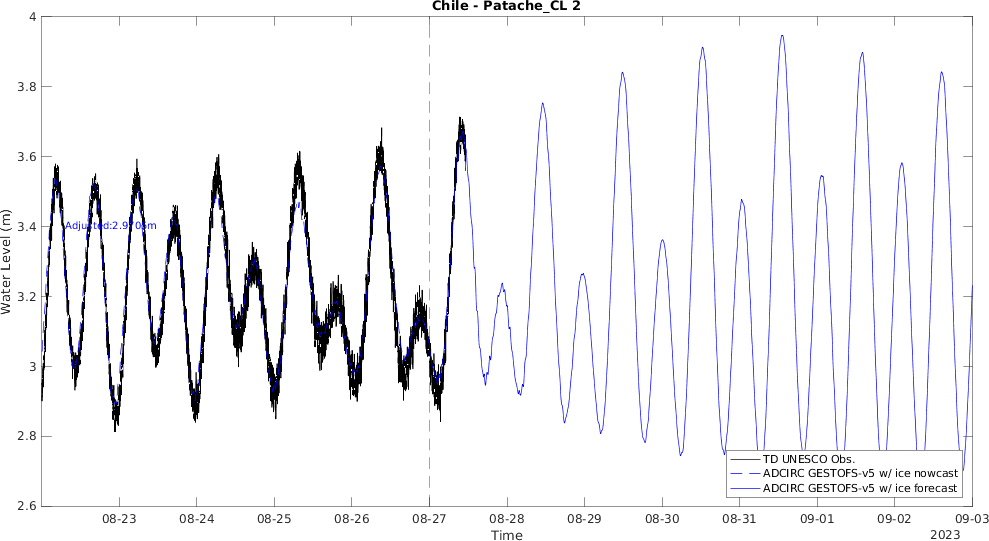 Chile - Patache_CL 2
Water Level (m)
4
3.8
3.6
3.4
3.2
3
2.8
2.6
Adjusted:2.9705m
TD UNESCO Obs.
ADCIRC GESTOFS-v5 w/ ice nowcast
ADCIRC GESTOFS-v5 w/ ice forecast
08-23 08-24 08-25 08-26 08-27 08-28 08-29 08-30 08-31 09-01 09-02 09-03
Time
2023